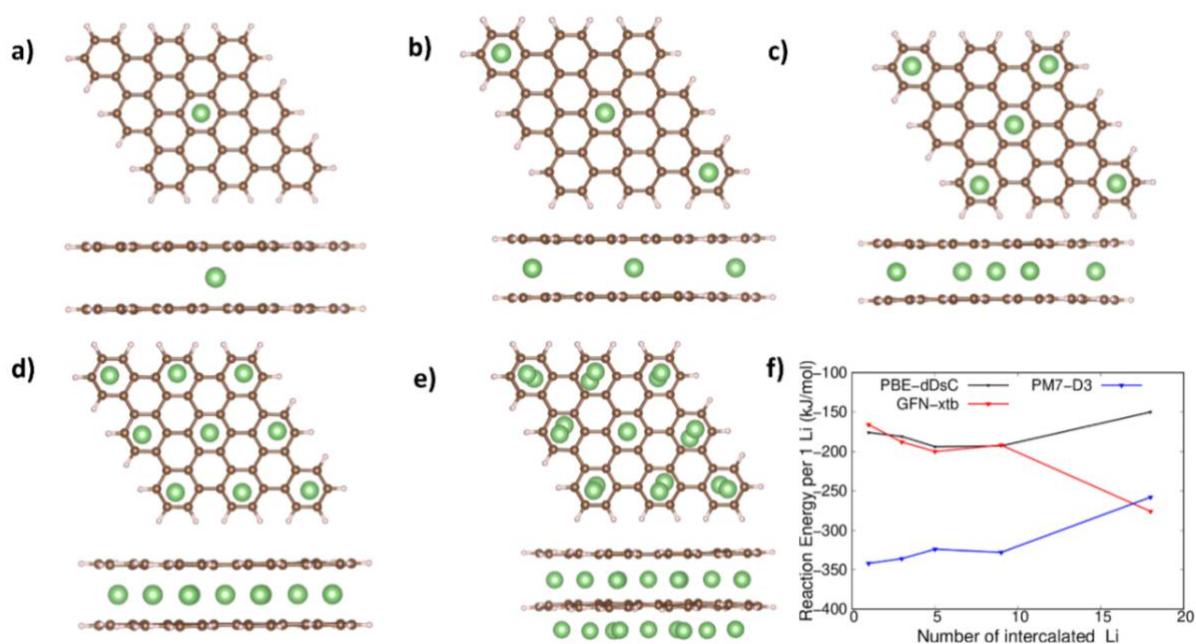 a)
b)
c)
d)
e)
f)
PBE-dDsC
PM7-D3
GFN-xtb
Reaction Energy per 1 Li (kJ/mol)
-100
-150
-200
-250
-300
-350
-400
0
5
10
15
20
Number of intercalated Li